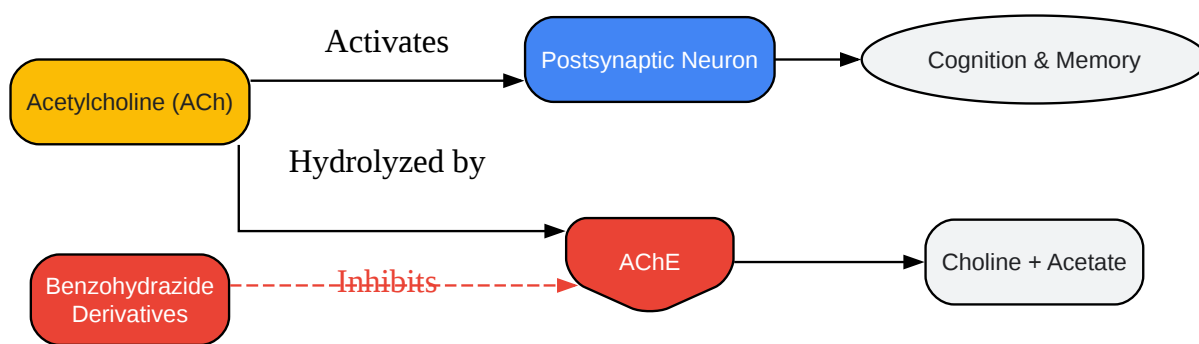 Activates
Acetylcholine (ACh)
Postsynaptic Neuron
Cognition & Memory
Hydrolyzed by
Benzohydrazide
Derivatives
Inhibits
AChE
Choline + Acetate